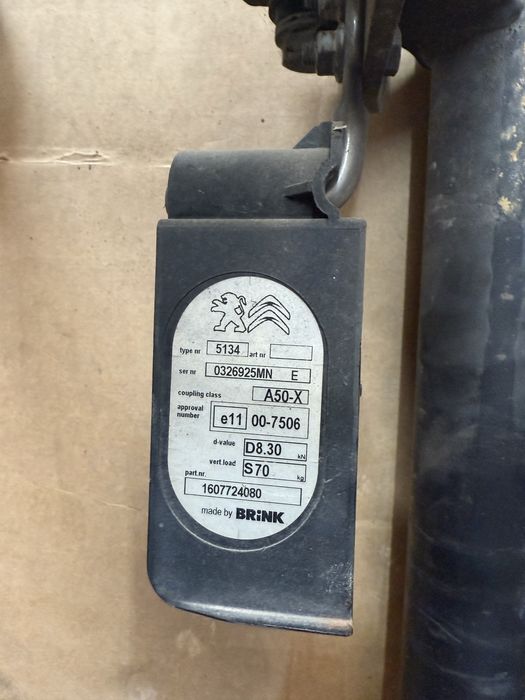 type nr 5134 art nr
ser nr 0326925MN E
coupling class A50-X
approval number e11 00-7506
d-value D8.30 kN
vert load S70 kg
part.nr.
1607724080
made by BRINK